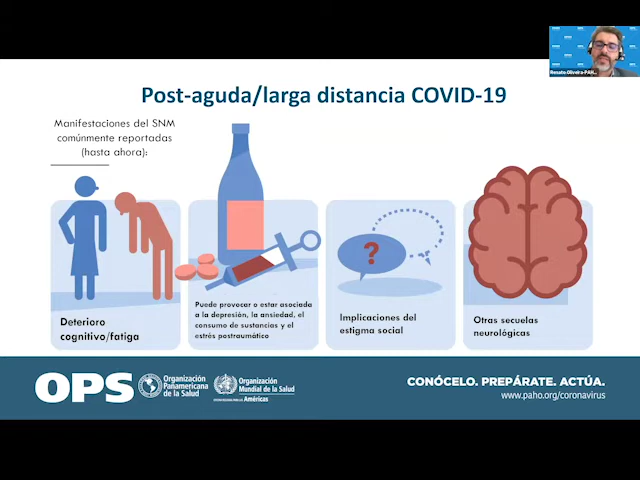 Renato Oliveira-PAH...
Post-aguda/larga distancia COVID-19
Manifestaciones del SNM
comúnmente reportadas
(hasta ahora):
?
Deterioro
cognitivo/fatiga
Puede provocar o estar asociada
a la depresión, la ansiedad, el
consumo de sustancias y el
estrés postraumático
Implicaciones del
estigma social
Otras secuelas
neurológicas
OPS
Organización
Panamericana
de la Salud
Organización
Mundial de la Salud
Américas
CONÓCELO. PREPÁRATE. ACTÚA.
www.paho.org/coronavirus